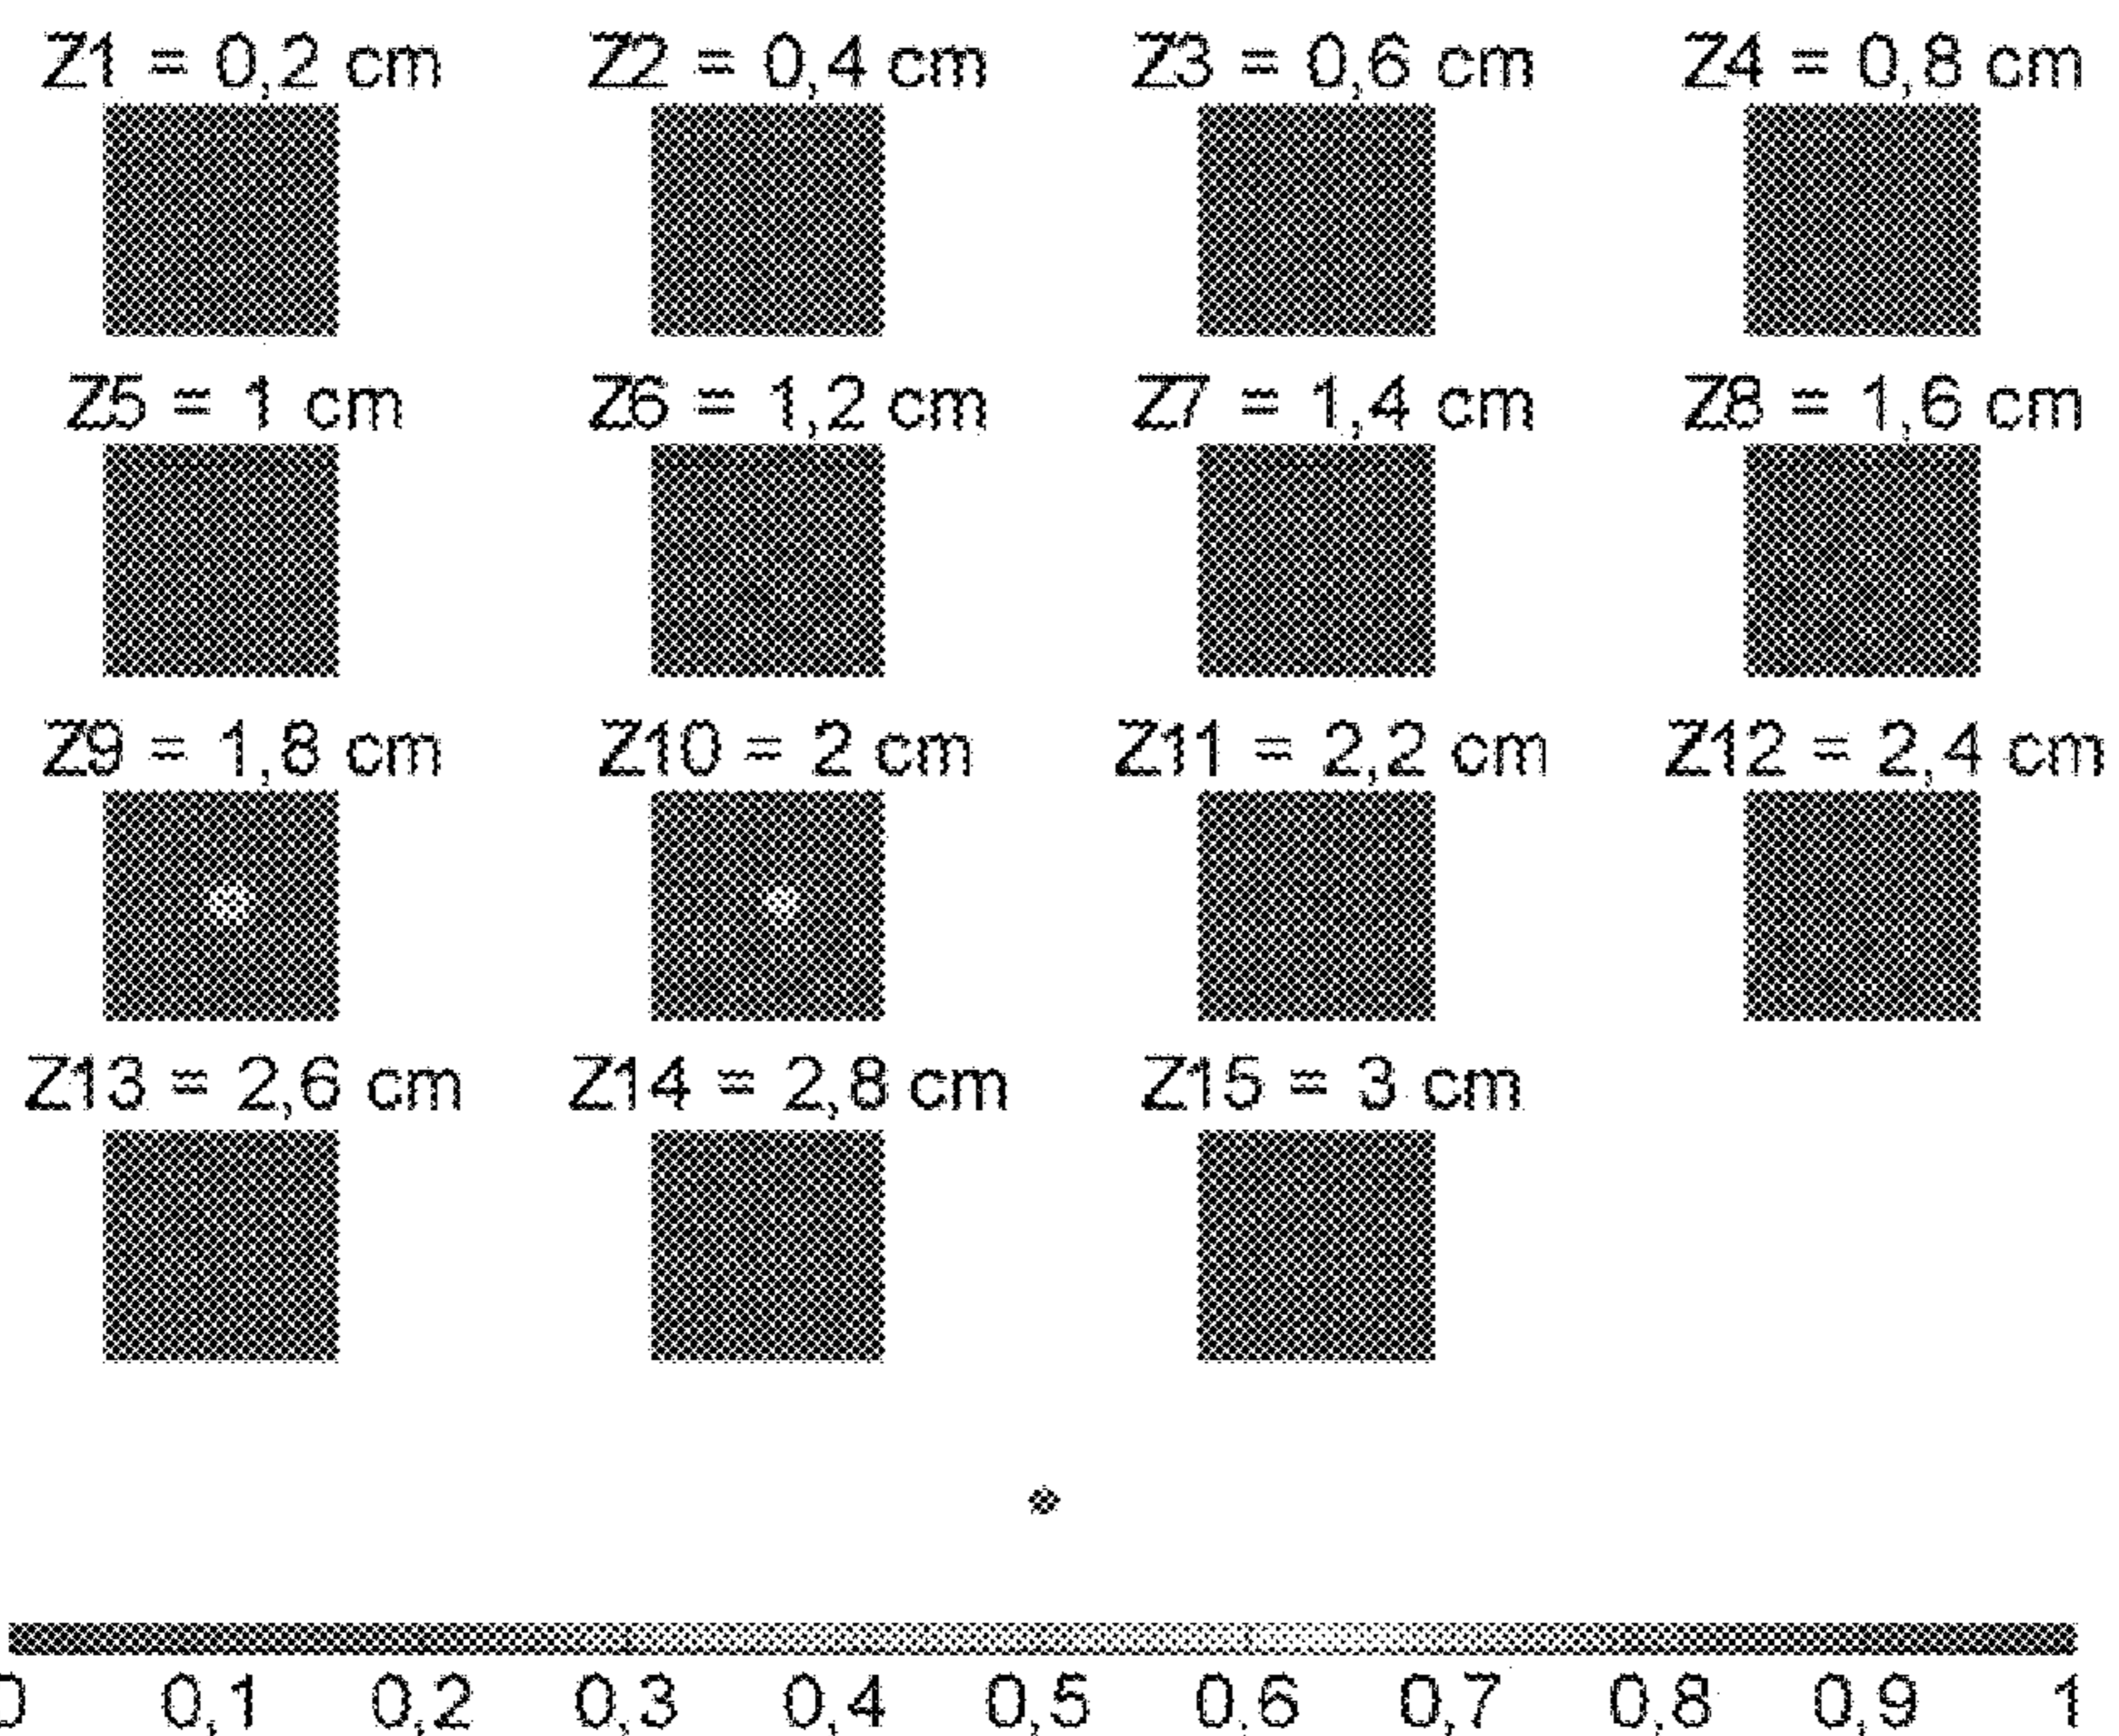 Z1 = 0,2 cm Z2 = 0,4 cm Z3 = 0,6 cm Z4 = 0,8 cm
Z5 = 1 cm Z6 = 1,2 cm Z7 = 1,4 cm Z8 = 1,6 cm
Z9 = 1,8 cm Z10 = 2 cm Z11 = 2,2 cm Z12 = 2,4 cm
Z13 = 2,6 cm Z14 = 2,8 cm Z15 = 3 cm
0 0,1 0,2 0,3 0,4 0,5 0,6 0,7 0,8 0,9 1